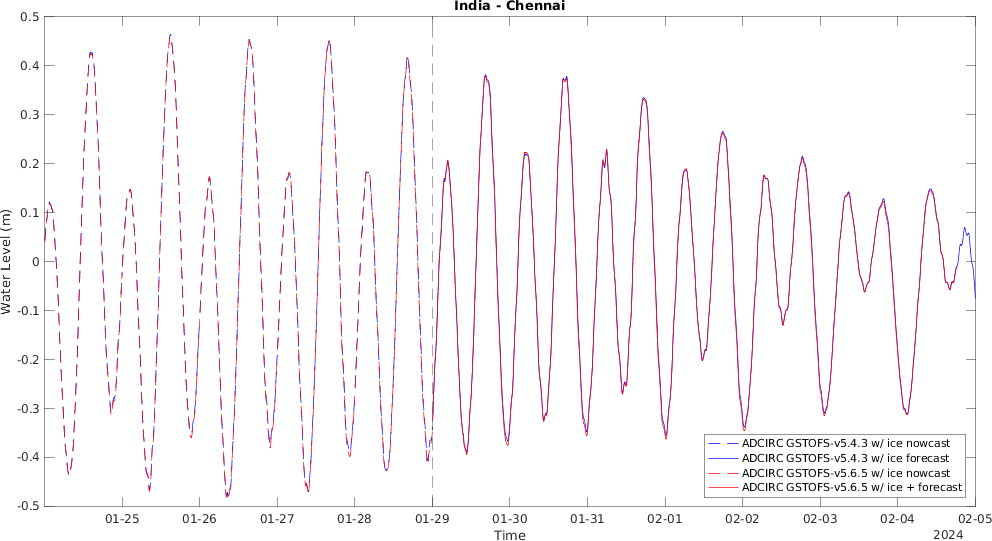 India - Chennai
Water Level (m)
0.5
0.4
0.3
0.2
0.1
0
-0.1
-0.2
-0.3
-0.4
-0.5
ADCIRC GSTOFS-v5.4.3 w/ ice nowcast
ADCIRC GSTOFS-v5.4.3 w/ ice forecast
ADCIRC GSTOFS-v5.6.5 w/ ice nowcast
ADCIRC GSTOFS-v5.6.5 w/ ice + forecast
01-25 01-26 01-27 01-28 01-29 01-30 01-31 02-01 02-02 02-03 02-04 02-05
Time
2024